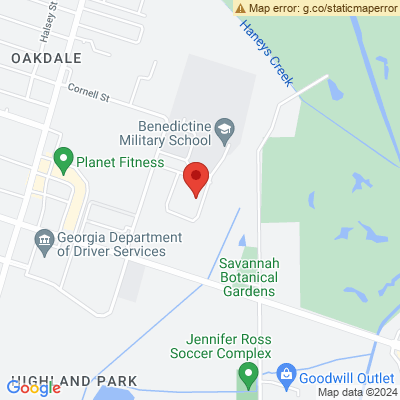 Map error: g.co/staticmaperror
Halsey St
Haneys Creek
OAKDALE
Cornell St
Benedictine
Military School
Planet Fitness
Georgia Department
of Driver Services
Savannah
Botanical
Gardens
Jennifer Ross
Soccer Complex
HIGHLAND PARK
Google
Goodwill Outlet
Map data ©2024